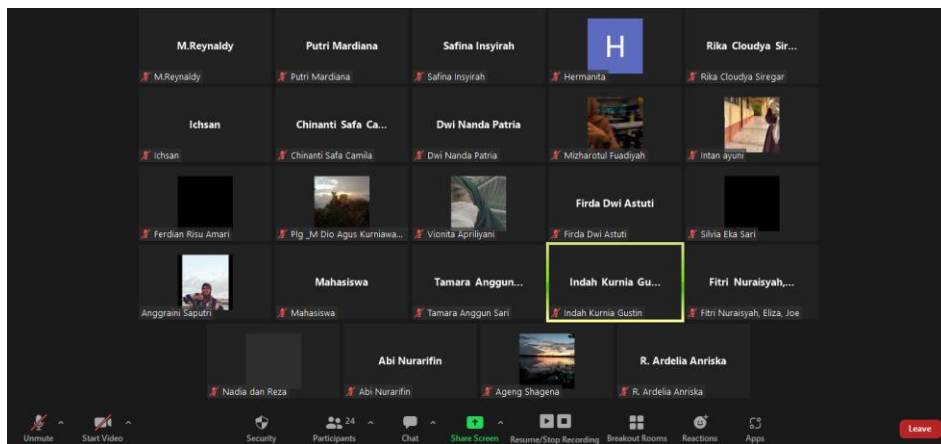 M.Reynaldy
Putri Mardiana
Safina Insyirah
H
Rika Cloudya Sir...
M.Reynaldy
Putri Mardiana
Safina Insyirah
Hermanita
Rika Cloudya Siregar
Ichsan
Chinanti Safa Ca...
Dwi Nanda Patria
Ichsan
Chinanti Safa Camila
Dwi Nanda Patria
Mizharotul Fuadiyah
Intan ayuni
Firda Dwi Astuti
Ferdian Risu Amari
Plg _M Dio Agus Kurniawa...
Vionita Apriliyani
Firda Dwi Astuti
Silvia Eka Sari
Mahasiswa
Tamara Anggun...
Indah Kurnia Gu...
Fitri Nuraisyah,...
Anggraini Saputri
Mahasiswa
Tamara Anggun Sari
Indah Kurnia Gustin
Fitri Nuraisyah, Eliza, Joe
Abi Nurarifin
R. Ardelia Anriska
Nadia dan Reza
Abi Nurarifin
Ageng Shagena
R. Ardelia Anriska
24
Unmute
Start Video
Security
Participants
Chat
Share Screen
Resume/Stop Recording
Breakout Rooms
Reactions
Apps
Leave